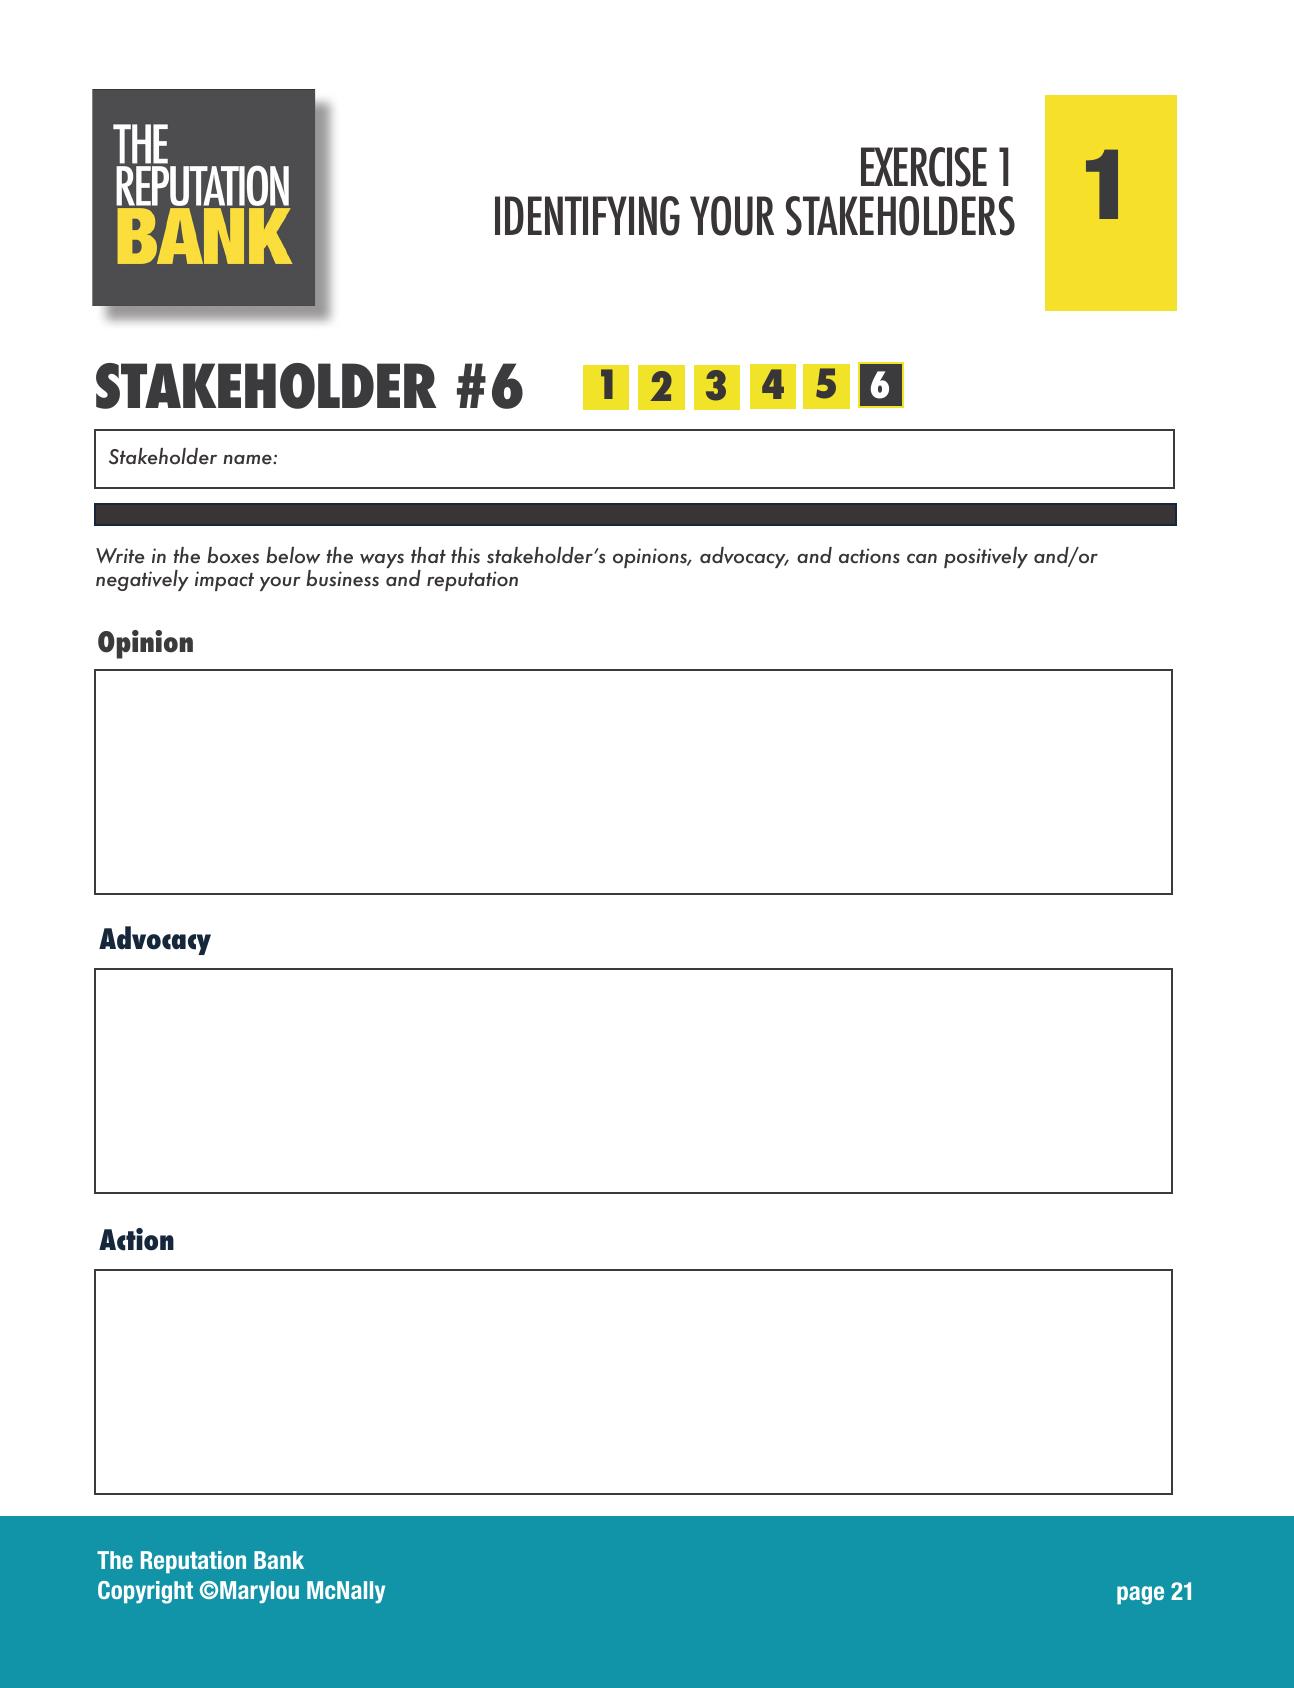 THE
REPUTATION
BANK
EXERCISE 1
IDENTIFYING YOUR STAKEHOLDERS
1
STAKEHOLDER #6
1 2 3 4 5 6
Stakeholder name:
Write in the boxes below the ways that this stakeholder’s opinions, advocacy, and actions can positively and/or
negatively impact your business and reputation
Opinion
Advocacy
Action
The Reputation Bank
Copyright ©Marylou McNally
page 21